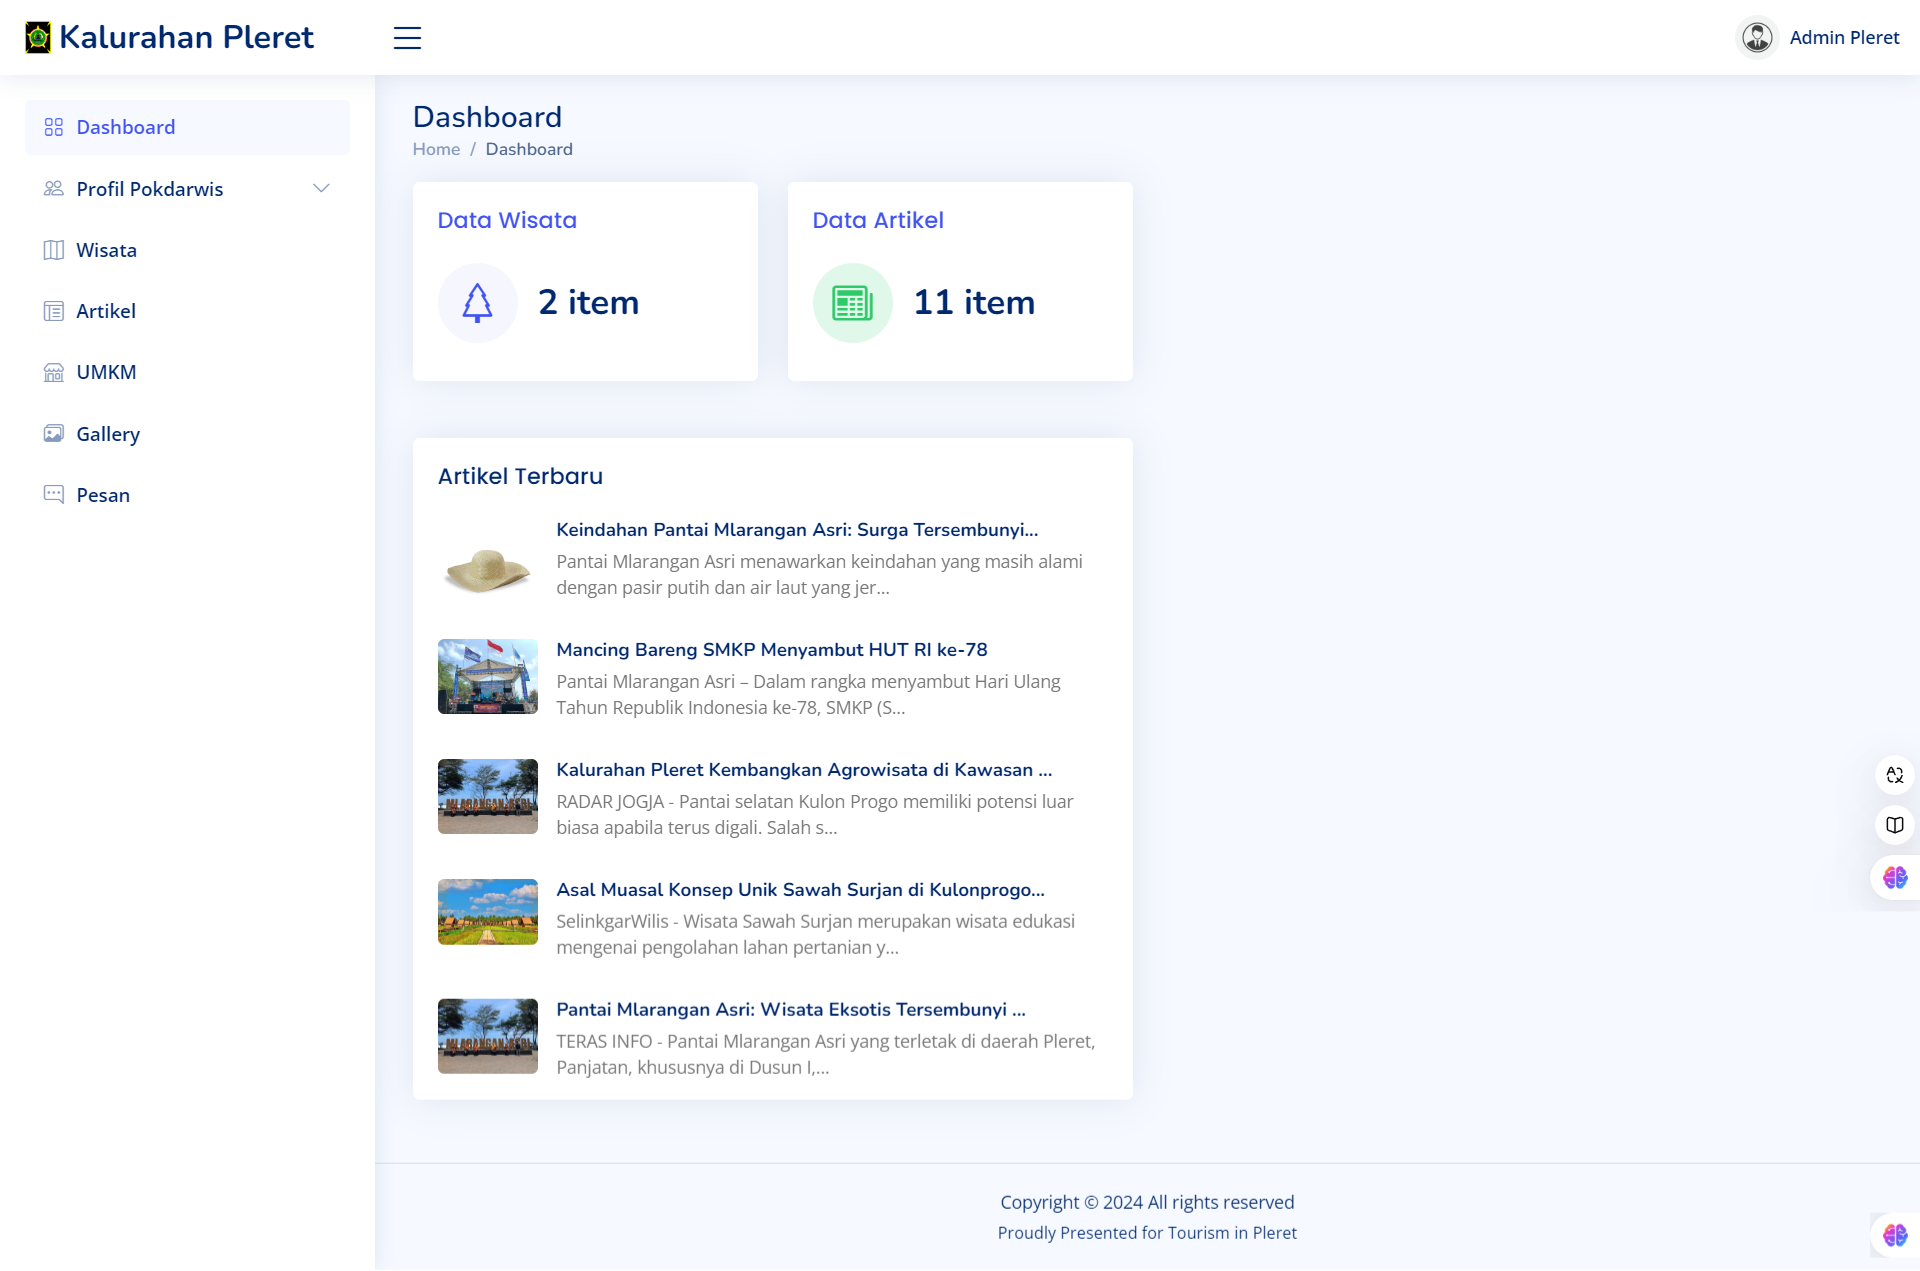 Kalurahan Pleret
Admin Pleret
Dashboard
Profil Pokdarwis
Wisata
Artikel
UMKM
Gallery
Pesan
Dashboard
Home / Dashboard
Data Wisata
2 item
Data Artikel
11 item
Artikel Terbaru
Keindahan Pantai Mlarangan Asri: Surga Tersembunyi...
Pantai Mlarangan Asri menawarkan keindahan yang masih alami
dengan pasir putih dan air laut yang jer...
Mancing Bareng SMKP Menyambut HUT RI ke-78
Pantai Mlarangan Asri – Dalam rangka menyambut Hari Ulang
Tahun Republik Indonesia ke-78, SMKP (S...
MLARANGAN ASRI
Kalurahan Pleret Kembangkan Agrowisata di Kawasan ...
RADAR JOGJA - Pantai selatan Kulon Progo memiliki potensi luar
biasa apabila terus digali. Salah s...
Asal Muasal Konsep Unik Sawah Surjan di Kulonprogo...
SelinkgarWilis - Wisata Sawah Surjan merupakan wisata edukasi
mengenai pengolahan lahan pertanian y...
MLARANGAN ASRI
Pantai Mlarangan Asri: Wisata Eksotis Tersembunyi ...
TERAS INFO - Pantai Mlarangan Asri yang terletak di daerah Pleret,
Panjatan, khususnya di Dusun I,...
Copyright © 2024 All rights reserved
Proudly Presented for Tourism in Pleret